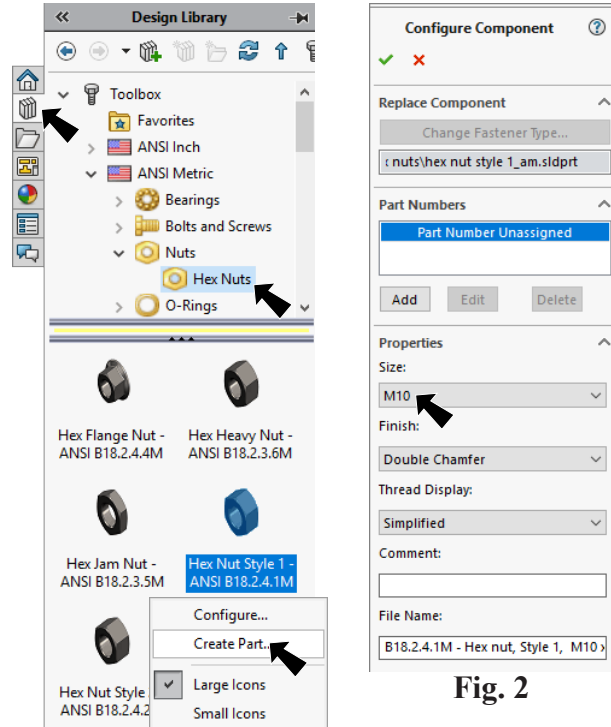 Design Library
Toolbox
Favorites
ANSI Inch
ANSI Metric
Bearings
Bolts and Screws
Nuts
Hex Nuts
O-Rings
Hex Flange Nut -
ANSI B18.2.4.4M
Hex Heavy Nut -
ANSI B18.2.3.6M
Hex Jam Nut -
ANSI B18.2.3.5M
Hex Nut Style 1 -
ANSI B18.2.4.1M
Hex Nut Style
ANSI B18.2.4.2
Configure...
Create Part...
Large Icons
Small Icons
Configure Component
?
Replace Component
Change Fastener Type...
nuts\hex nut style 1_am.sldprt
Part Numbers
Part Number Unassigned
Add Edit Delete
Properties
Size:
M10
Finish:
Double Chamfer
Thread Display:
Simplified
Comment:
File Name:
B18.2.4.1M - Hex nut, Style 1, M10
Fig. 2